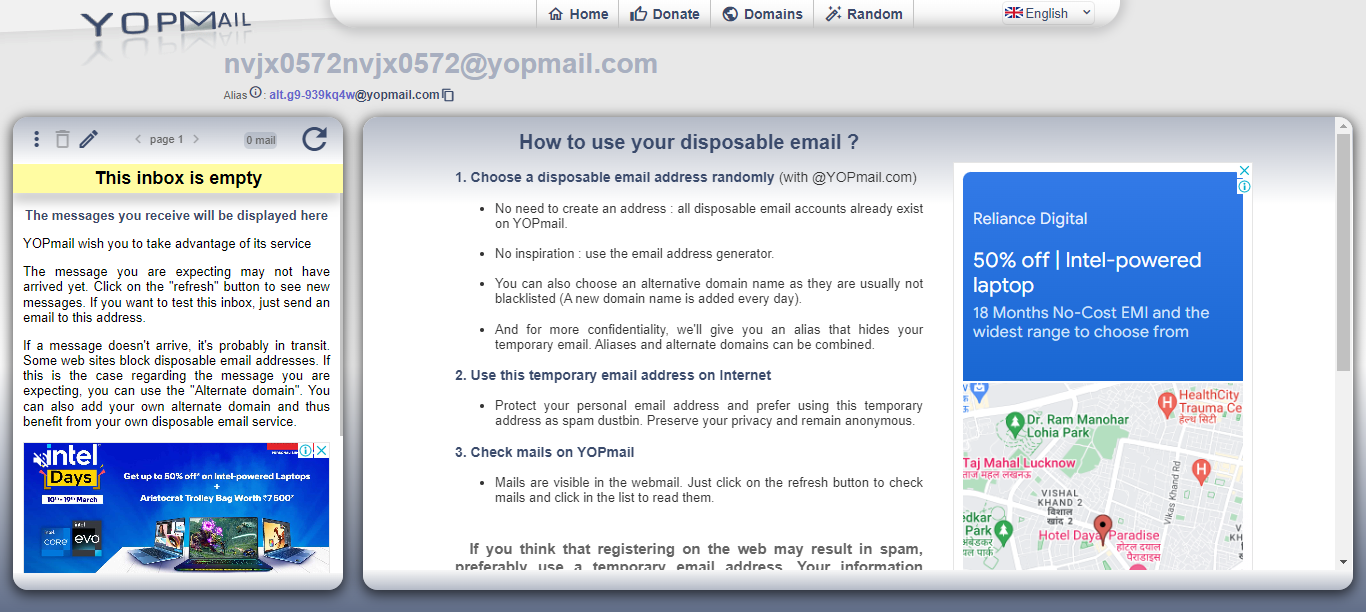 YOPMAIL
Home
Donate
Domains
Random
English
nvjx0572nvjx0572@yopmail.com
Alias : alt.g9-939kq4w@yopmail.com
page 1
0 mail
This inbox is empty
The messages you receive will be displayed here
YOPmail wish you to take advantage of its service
The message you are expecting may not have
arrived yet. Click on the "refresh" button to see new
messages. If you want to test this inbox, just send an
email to this address.
If a message doesn't arrive, it's probably in transit.
Some web sites block disposable email addresses. If
this is the case regarding the message you are
expecting, you can use the "Alternate domain". You
can also add your own alternate domain and thus
benefit from your own disposable email service.
intel
Days
10th - 19th March
Get up to 50% off* on Intel-powered Laptops
+
Aristocrat Trolley Bag Worth ₹7500*
intel
CORE
evo
How to use your disposable email ?
1. Choose a disposable email address randomly (with @YOPmail.com)
• No need to create an address : all disposable email accounts already exist
on YOPmail.
• No inspiration : use the email address generator.
• You can also choose an alternative domain name as they are usually not
blacklisted (A new domain name is added every day).
• And for more confidentiality, we'll give you an alias that hides your
temporary email. Aliases and alternate domains can be combined.
2. Use this temporary email address on Internet
• Protect your personal email address and prefer using this temporary
address as spam dustbin. Preserve your privacy and remain anonymous.
3. Check mails on YOPmail
• Mails are visible in the webmail. Just click on the refresh button to check
mails and click in the list to read them.
If you think that registering on the web may result in spam,
preferably use a temporary email address. Your information
Reliance Digital
50% off | Intel-powered
laptop
18 Months No-Cost EMI and the
widest range to choose from
HealthCity
Trauma Ce
हेल्थ सिटी
Dr. Ram Manohar
Lohia Park
Taj Mahal Lucknow
ताज महल लखनऊ
VISHAL
KHAND 2
विशाल
खंड 2
Vikas Khand Rd
edkar
Park
अंबेडकर
पार्क
Hotel Dayal Paradise
होटल दयाल
पैराडाइस